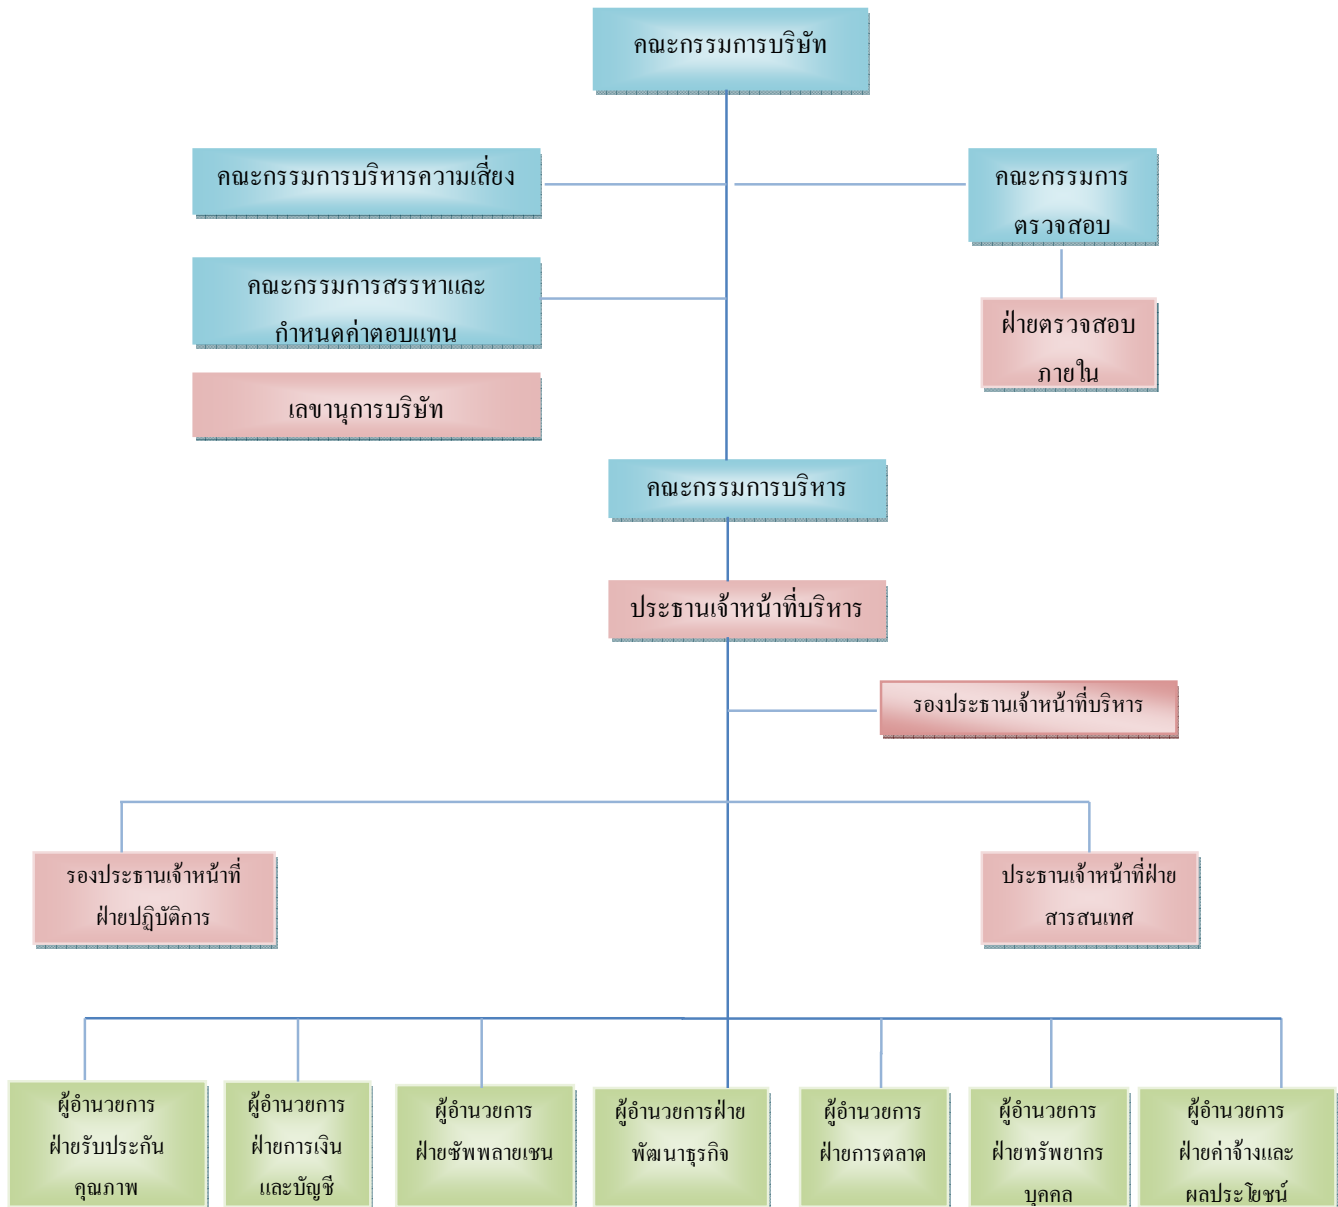 คณะกรรมการบริษัท
คณะกรรมการบริหารความเสี่ยง
คณะกรรมการ
ตรวจสอบ
คณะกรรมการสรรหาและ
กำหนดค่าตอบแทน
ฝ่ายตรวจสอบ
ภายใน
เลขานุการบริษัท
คณะกรรมการบริหาร
ประธานเจ้าหน้าที่บริหาร
รองประธานเจ้าหน้าที่บริหาร
รองประธานเจ้าหน้าที่
ฝ่ายปฏิบัติการ
ประธานเจ้าหน้าที่ฝ่าย
สารสนเทศ
ผู้อำนวยการ
ฝ่ายรับประกัน
คุณภาพ
ผู้อำนวยการ
ฝ่ายการเงิน
และบัญชี
ผู้อำนวยการ
ฝ่ายซัพพลายเชน
ผู้อำนวยการฝ่าย
พัฒนาธุรกิจ
ผู้อำนวยการ
ฝ่ายการตลาด
ผู้อำนวยการ
ฝ่ายทรัพยากร
บุคคล
ผู้อำนวยการ
ฝ่ายค่าจ้างและ
ผลประโยชน์